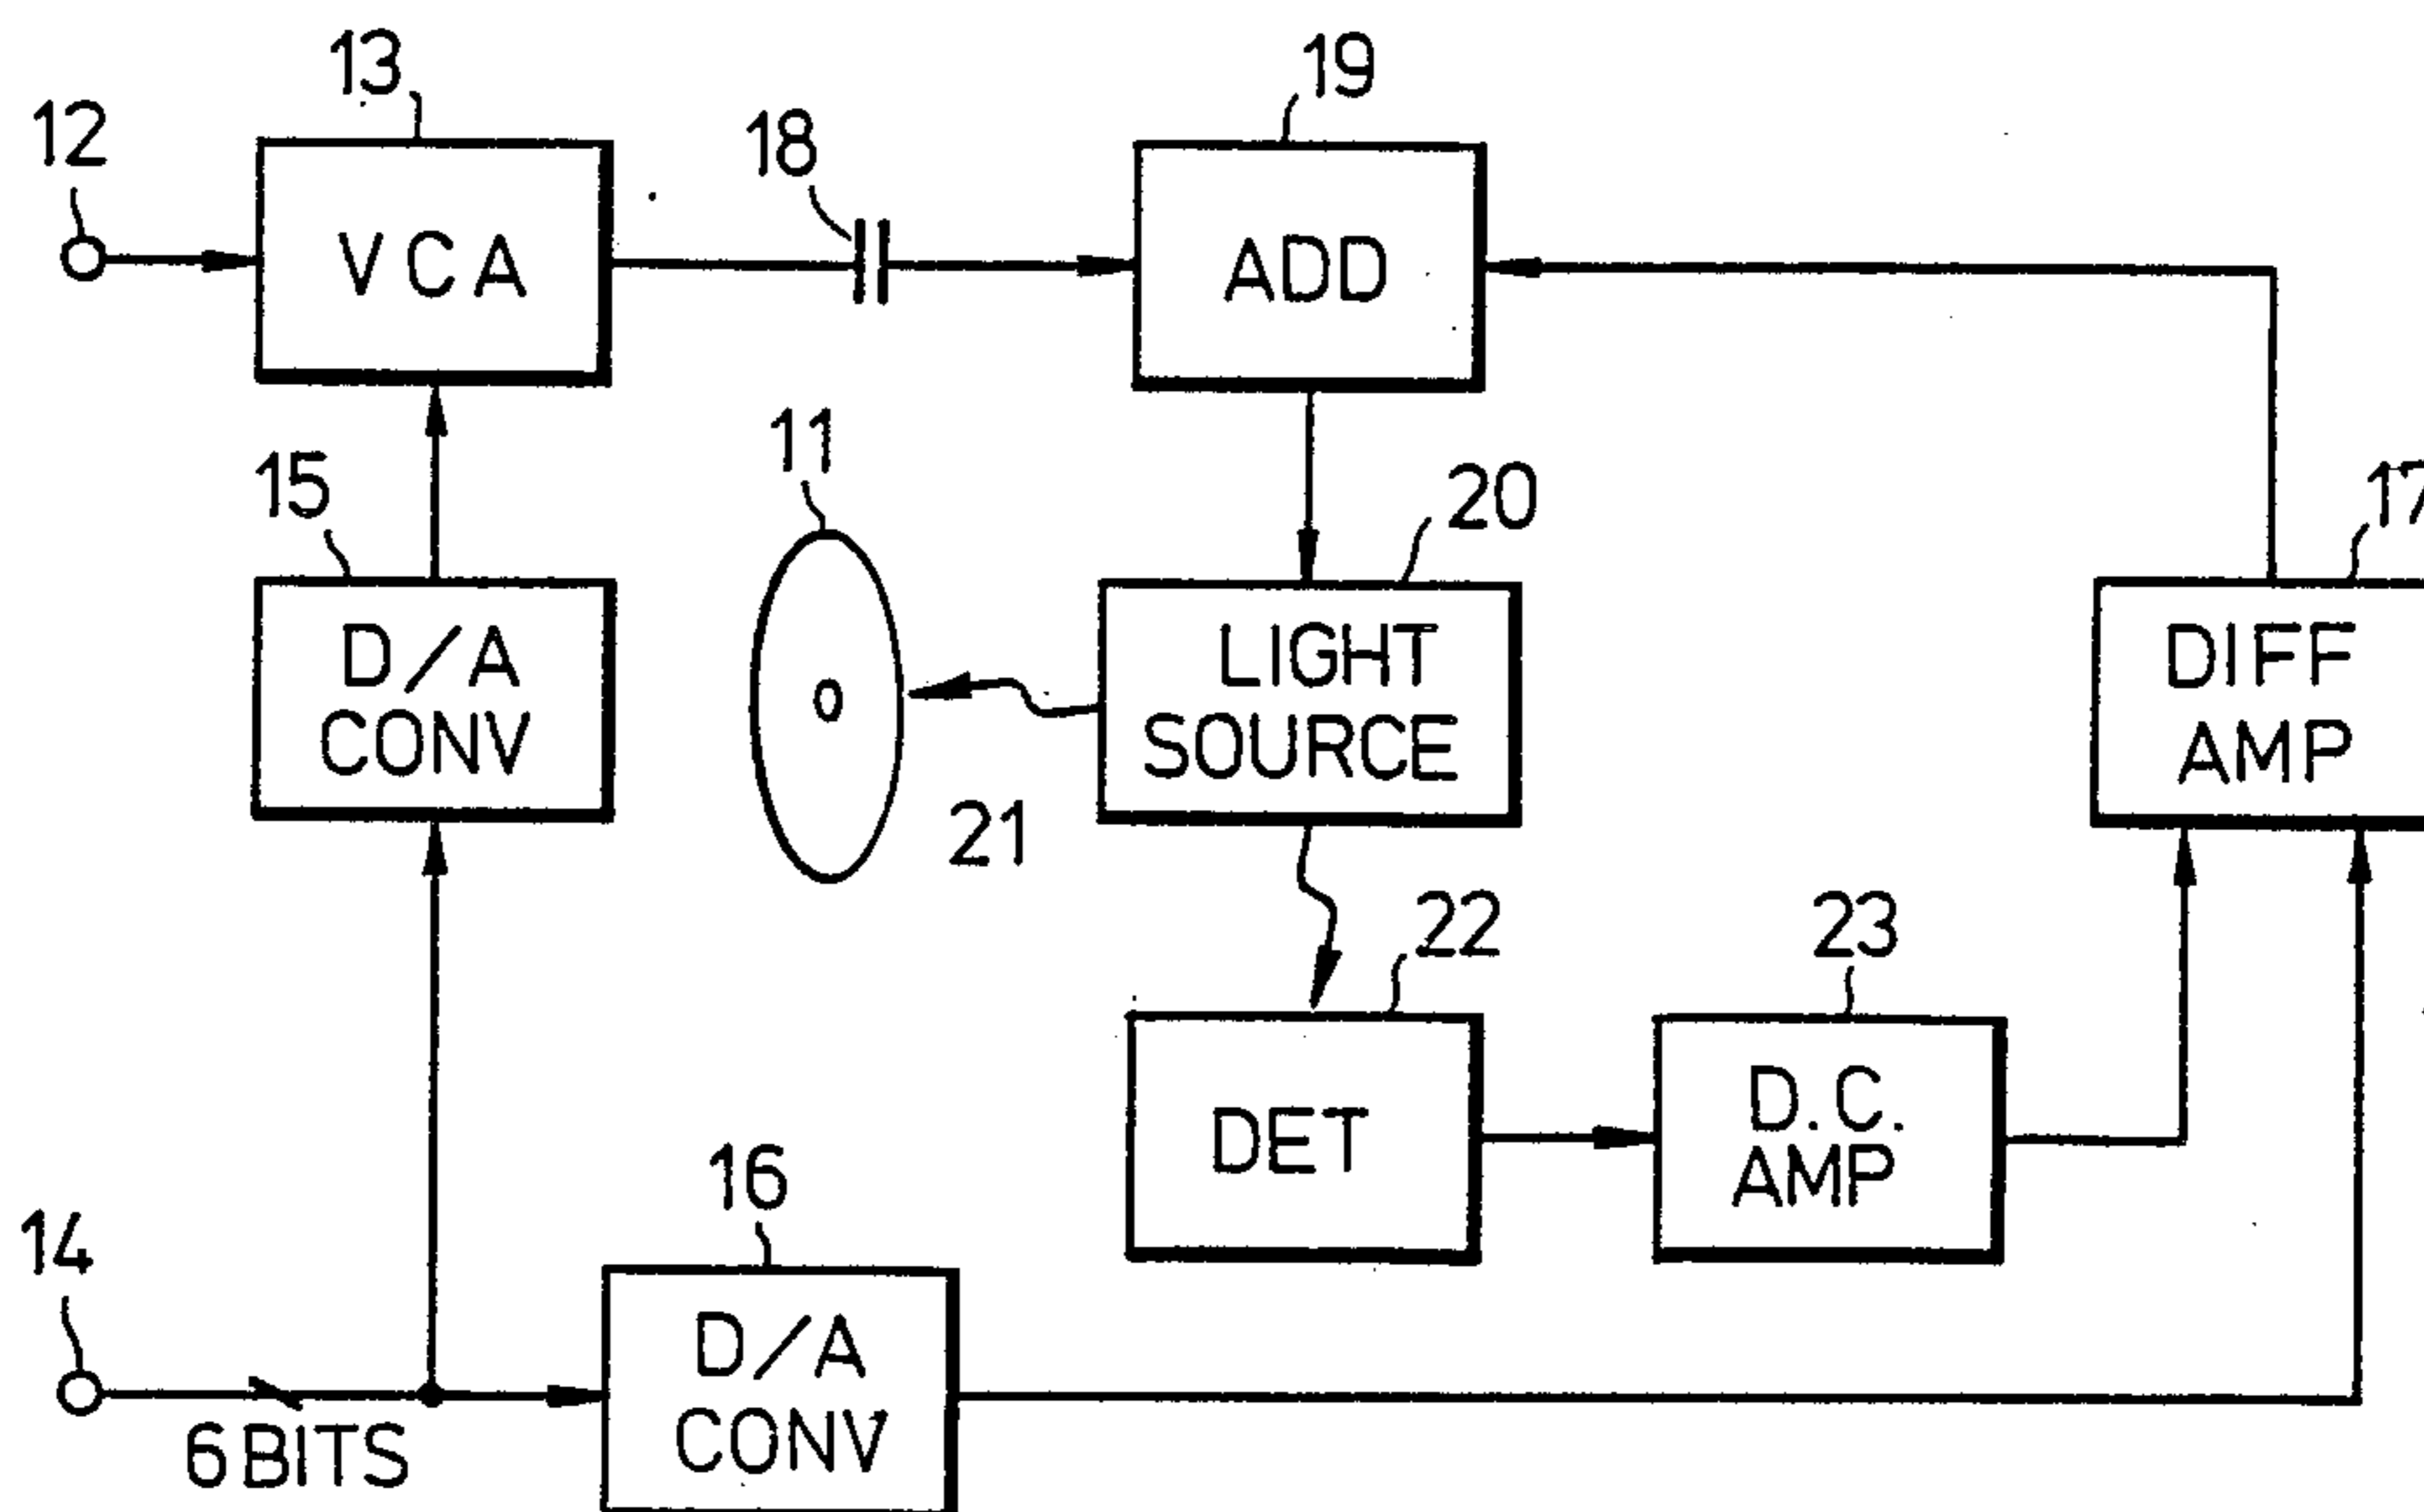 13
19
12
18
VCA
ADD
11
15
20
17
D/A
CONV
LIGHT
SOURCE
DIFF
AMP
21
22
23
DET
D.C.
AMP
16
14
D/A
CONV
6 BITS